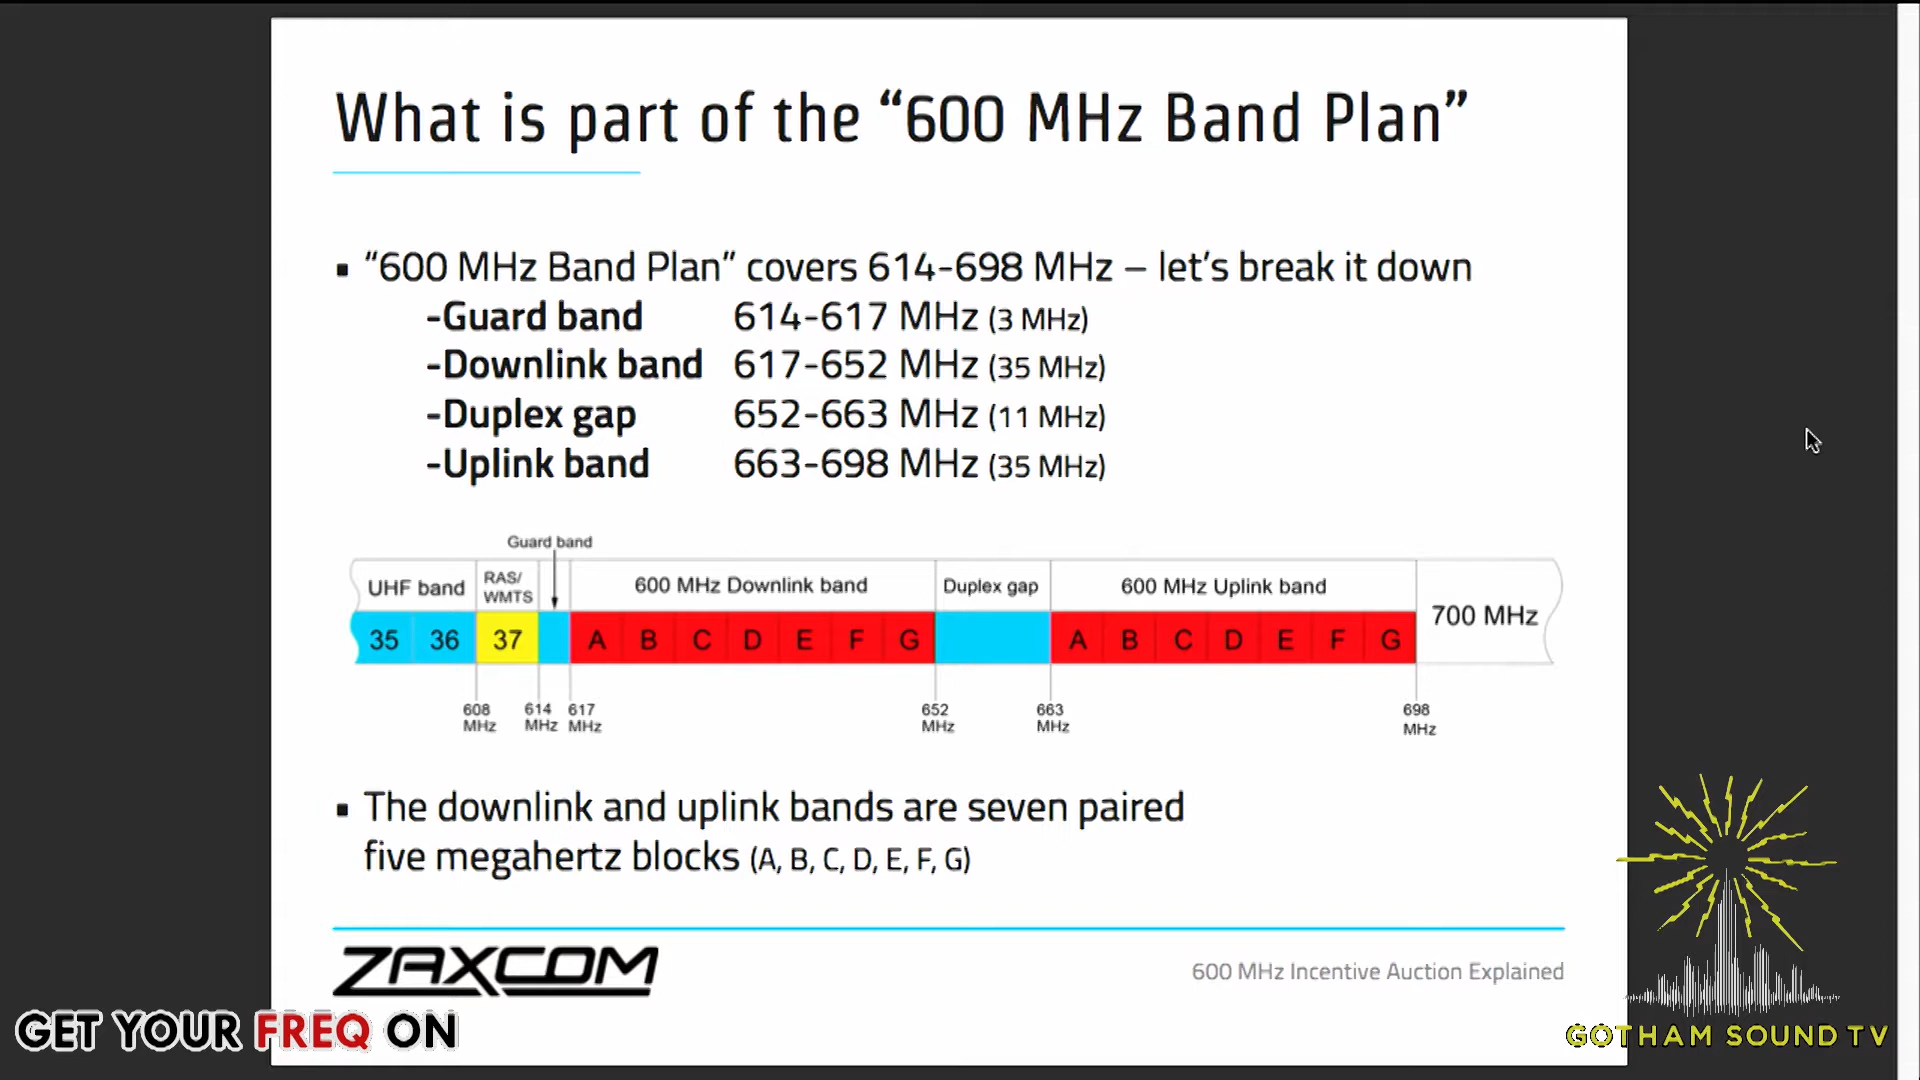 What is part of the “600 MHz Band Plan”
▪ “600 MHz Band Plan” covers 614-698 MHz – let’s break it down
-Guard band 614-617 MHz (3 MHz)
-Downlink band 617-652 MHz (35 MHz)
-Duplex gap 652-663 MHz (11 MHz)
-Uplink band 663-698 MHz (35 MHz)
Guard band
UHF band RAS/ WMTS 600 MHz Downlink band Duplex gap 600 MHz Uplink band 700 MHz
35 36 37 A B C D E F G A B C D E F G
608 614 617 652 663 698
MHz MHz MHz MHz MHz MHz
▪ The downlink and uplink bands are seven paired
five megahertz blocks (A, B, C, D, E, F, G)
ZAXCOM
600 MHz Incentive Auction Explained
GET YOUR FREQ ON
GOTHAM SOUND TV